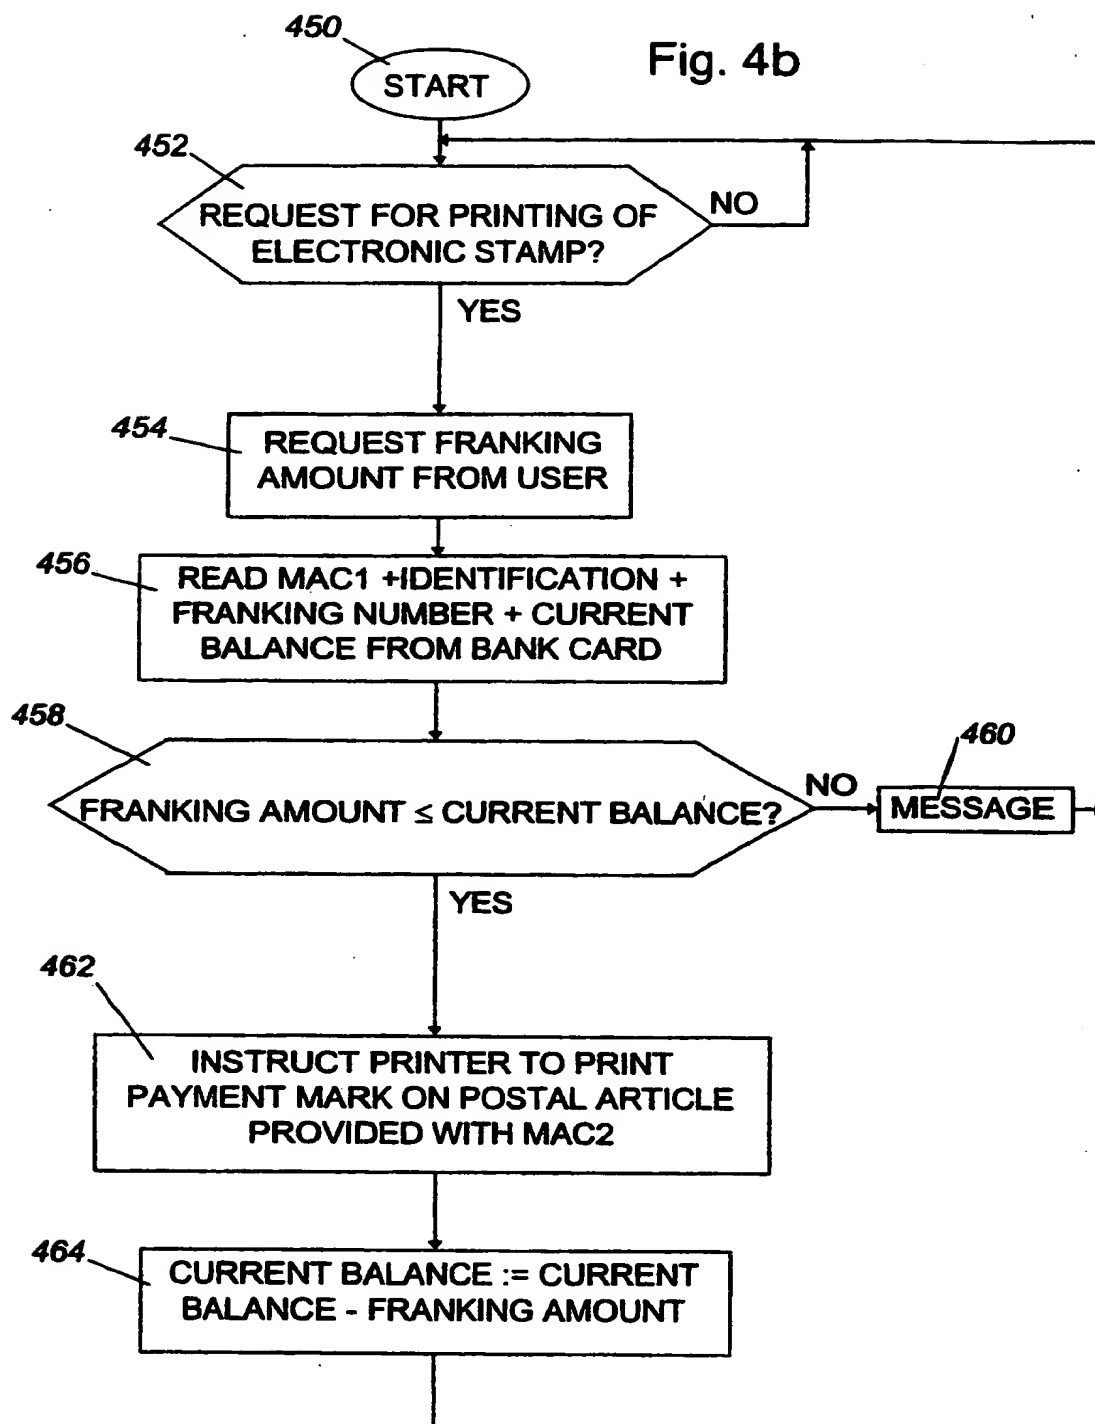 450
Fig. 4b
START
452
REQUEST FOR PRINTING OF
ELECTRONIC STAMP?
NO
YES
454
REQUEST FRANKING
AMOUNT FROM USER
456
READ MAC1 +IDENTIFICATION +
FRANKING NUMBER + CURRENT
BALANCE FROM BANK CARD
458
FRANKING AMOUNT ≤ CURRENT BALANCE?
NO
460
MESSAGE
YES
462
INSTRUCT PRINTER TO PRINT
PAYMENT MARK ON POSTAL ARTICLE
PROVIDED WITH MAC2
464
CURRENT BALANCE := CURRENT
BALANCE - FRANKING AMOUNT